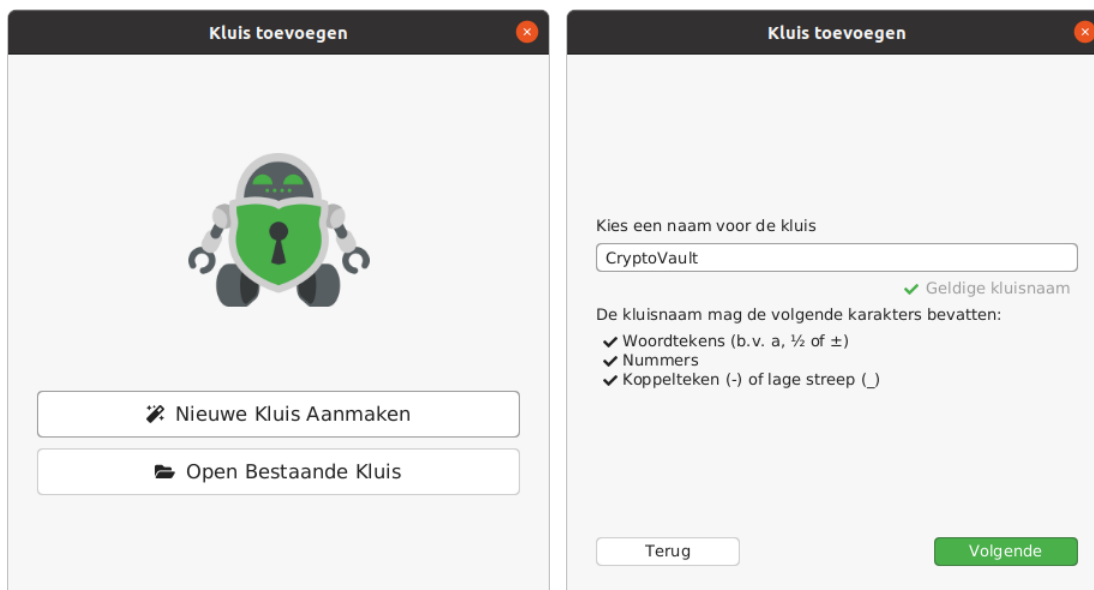 Kluis toevoegen
Nieuwe Kluis Aanmaken
Open Bestaande Kluis
Kluis toevoegen
Kies een naam voor de kluis
CryptoVault
Geldige kluisnaam
De kluisnaam mag de volgende karakters bevatten:
Woordtekens (b.v. a, ½ of ±)
Nummers
Koppelteken (-) of lage streep (_)
Terug
Volgende